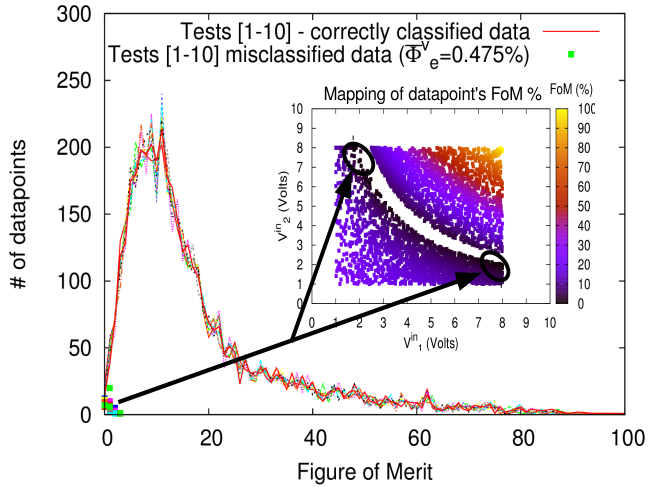 Tests [1-10] - correctly classified data
Tests [1-10] misclassified data (Φ̅ᵛₑ=0.475%)
300
250
200
150
100
50
0
# of datapoints
0 20 40 60 80 100
Figure of Merit
Mapping of datapoint's FoM %
FoM (%)
10
9
8
7
6
5
4
3
2
1
0
V^in_2 (Volts)
0 1 2 3 4 5 6 7 8 9 10
V^in_1 (Volts)
100
90
80
70
60
50
40
30
20
10
0